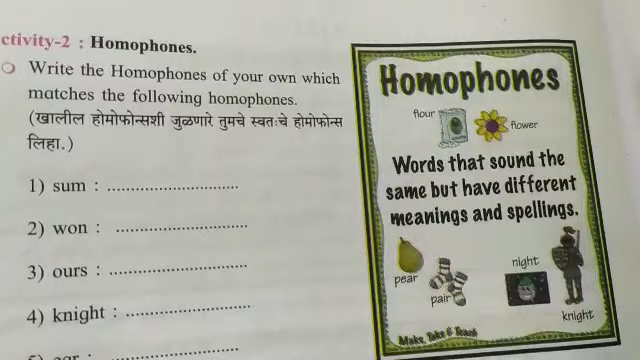 ctivity-2 : Homophones.
Write the Homophones of your own which
matches the following homophones.
(खालील होमोफोन्सशी जुळणारे तुमचे स्वतःचे होमोफोन्स
लिहा.)
1) sum : ..............................
2) won : ..............................
3) ours : ..............................
4) knight : ..............................
Homophones
flour
flower
Words that sound the
same but have different
meanings and spellings.
pear
pair
night
knight
Make, Take & Teach